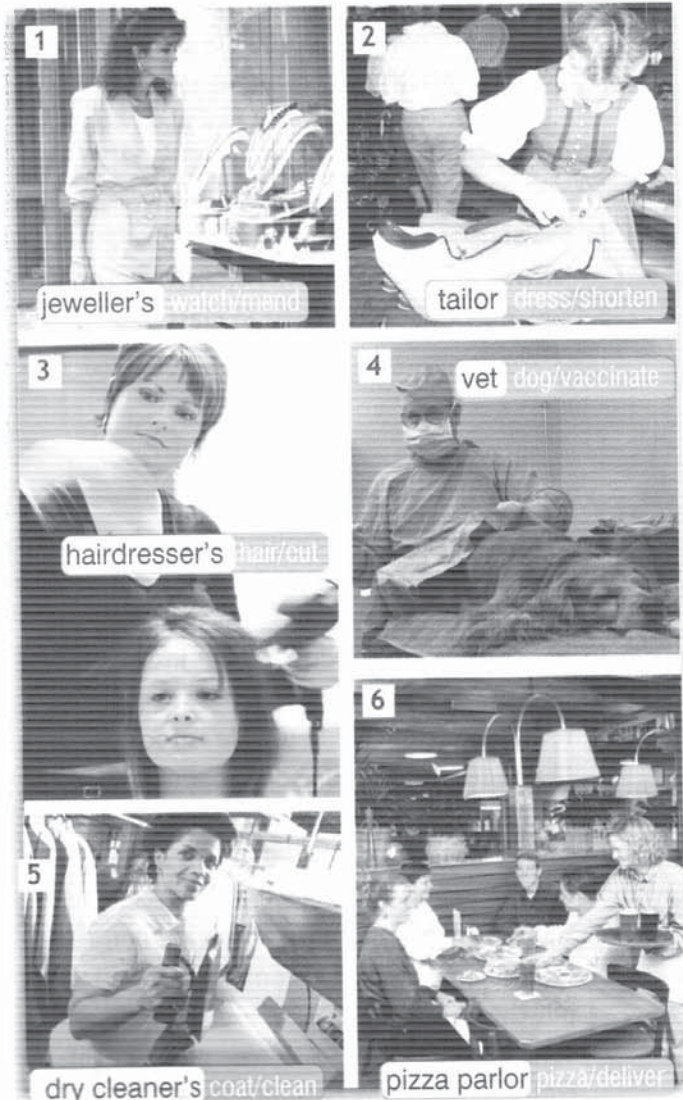 1
jeweller's watch/mend
2
tailor dress/shorten
3
hairdresser's hair/cut
4
vet dog/vaccinate
5
dry cleaner's coat/clean
6
pizza parlor pizza/deliver